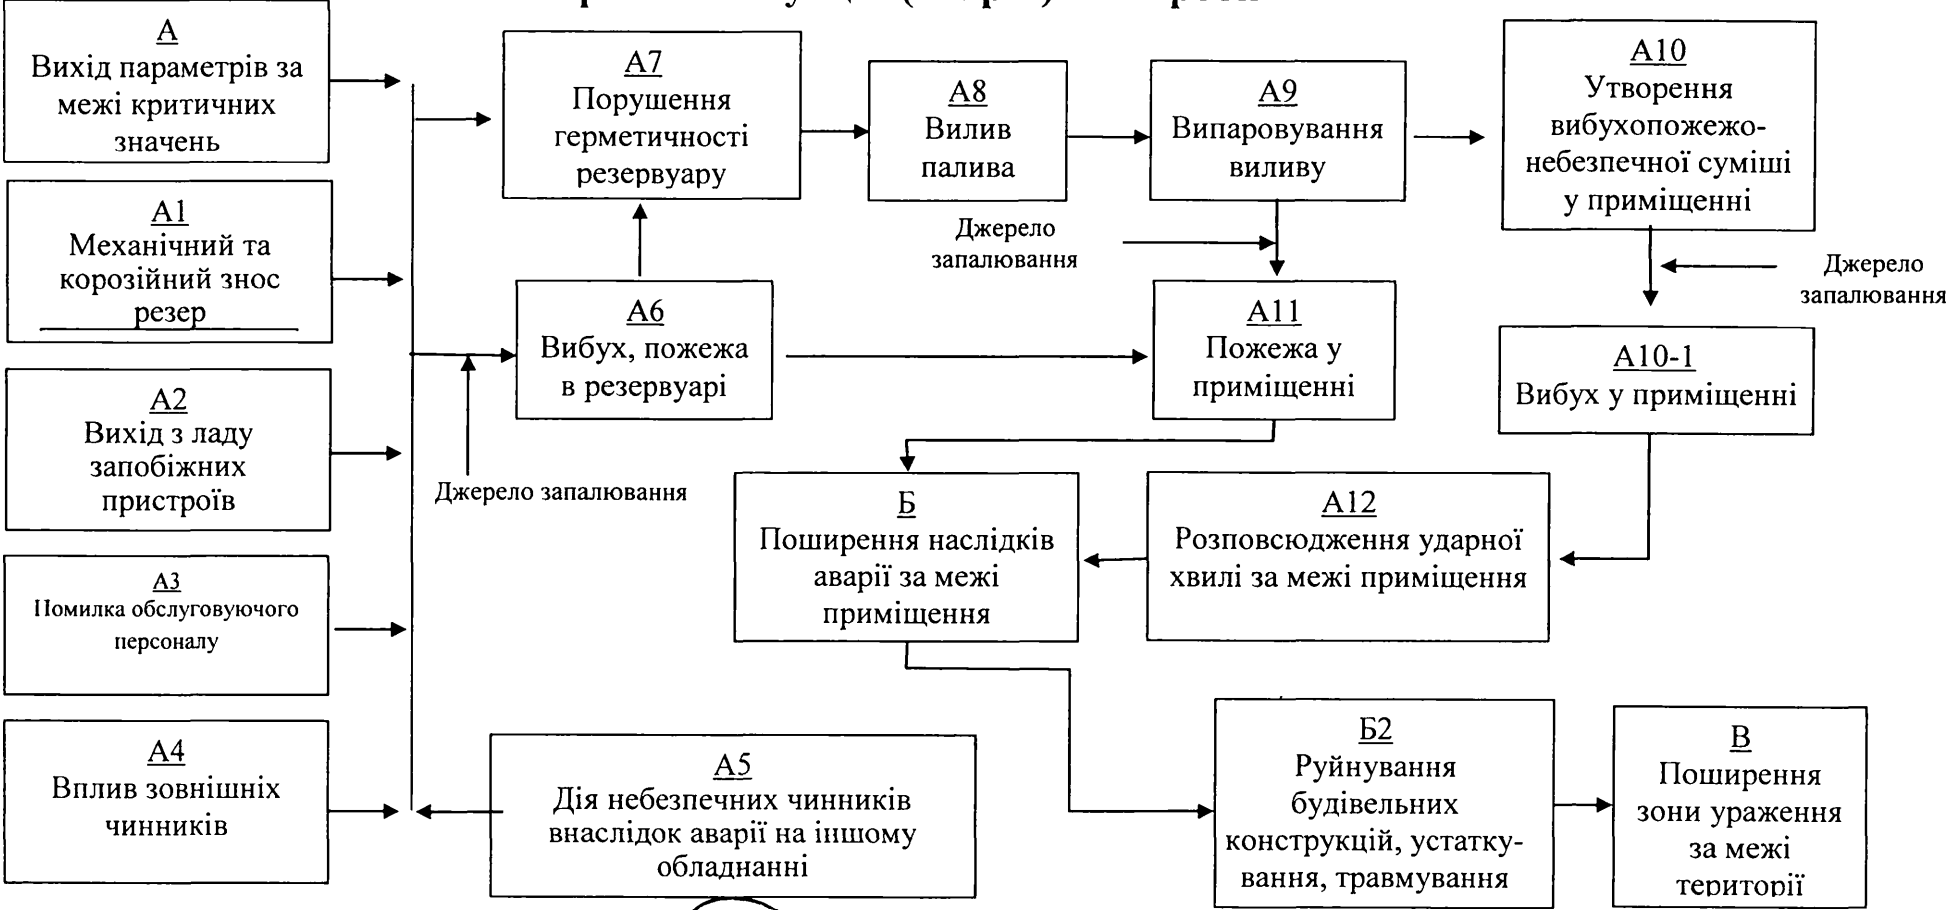 А
Вихід параметрів за
межі критичних
значень
А1
Механічний та
корозійний знос
резер
А2
Вихід з ладу
запобіжних
пристроїв
А3
Помилка обслуговуючого
персоналу
А4
Вплив зовнішніх
чинників
А7
Порушення
герметичності
резервуару
А8
Вилив
палива
А9
Випаровування
виливу
А10
Утворення
вибухопожежо-
небезпечної суміші
у приміщенні
Джерело
запалювання
Джерело
запалювання
А6
Вибух, пожежа
в резервуарі
А11
Пожежа у
приміщенні
А10-1
Вибух у приміщенні
Джерело запалювання
Б
Поширення наслідків
аварії за межі
приміщення
А12
Розповсюдження ударної
хвилі за межі приміщення
А5
Дія небезпечних чинників
внаслідок аварії на іншому
обладнанні
Б2
Руйнування
будівельних
конструкцій, устатку-
вання, травмування
В
Поширення
зони ураження
за межі
території